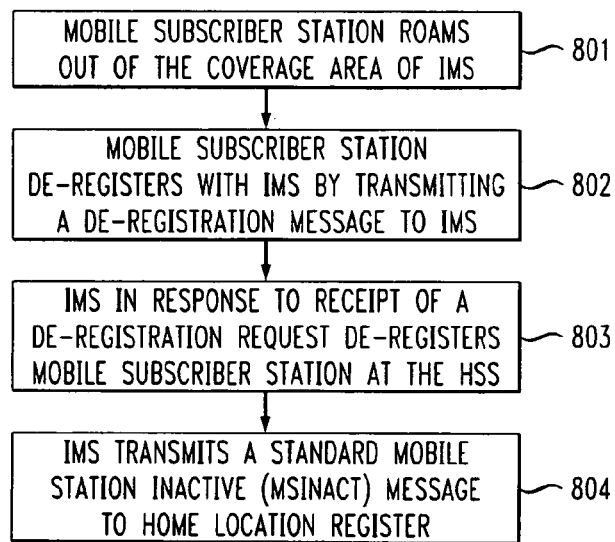 MOBILE SUBSCRIBER STATION ROAMS
OUT OF THE COVERAGE AREA OF IMS
801
MOBILE SUBSCRIBER STATION
DE-REGISTERS WITH IMS BY TRANSMITTING
A DE-REGISTRATION MESSAGE TO IMS
802
IMS IN RESPONSE TO RECEIPT OF A
DE-REGISTRATION REQUEST DE-REGISTERS
MOBILE SUBSCRIBER STATION AT THE HSS
803
IMS TRANSMITS A STANDARD MOBILE
STATION INACTIVE (MSINACT) MESSAGE
TO HOME LOCATION REGISTER
804